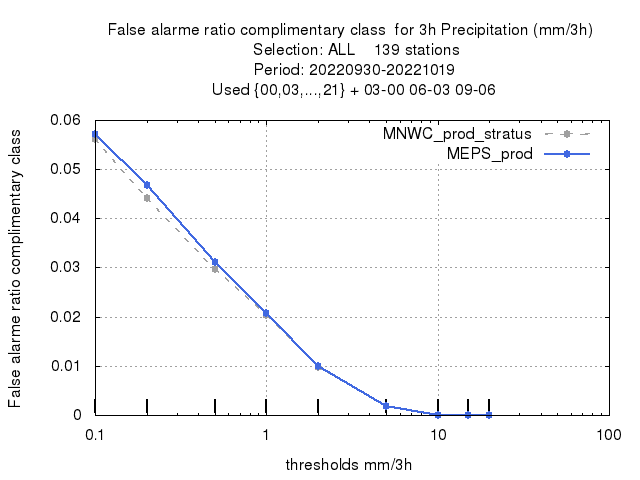 False alarme ratio complimentary class  for 3h Precipitation (mm/3h)
Selection: ALL    139 stations
Period: 20220930-20221019
Used {00,03,...,21} + 03-00 06-03 09-06
MNWC_prod_stratus
MEPS_prod
False alarme ratio complimentary class
0.06
0.05
0.04
0.03
0.02
0.01
0
0.1 1 10 100
thresholds mm/3h